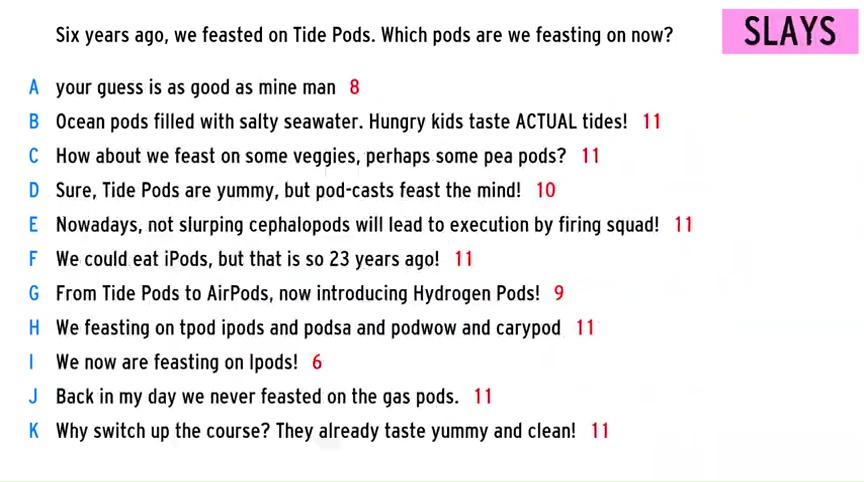 Six years ago, we feasted on Tide Pods. Which pods are we feasting on now?
SLAYS
A your guess is as good as mine man 8
B Ocean pods filled with salty seawater. Hungry kids taste ACTUAL tides! 11
C How about we feast on some veggies, perhaps some pea pods? 11
D Sure, Tide Pods are yummy, but pod-casts feast the mind! 10
E Nowadays, not slurping cephalopods will lead to execution by firing squad! 11
F We could eat iPods, but that is so 23 years ago! 11
G From Tide Pods to AirPods, now introducing Hydrogen Pods! 9
H We feasting on tpod ipods and podsa and podwow and carypod 11
I We now are feasting on Ipods! 6
J Back in my day we never feasted on the gas pods. 11
K Why switch up the course? They already taste yummy and clean! 11